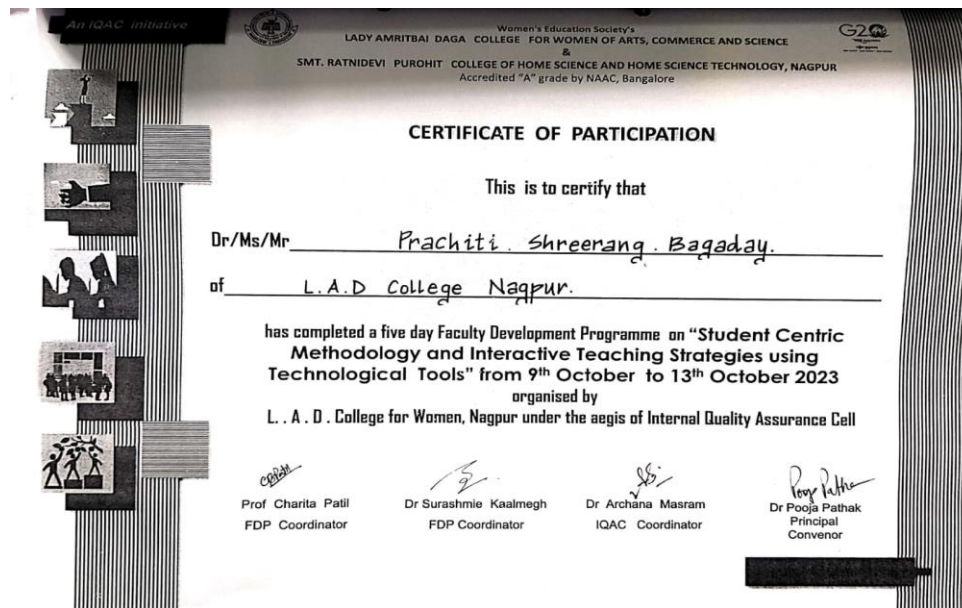 An IQAC initiative
Women's Education Society's
LADY AMRITBAI DAGA COLLEGE FOR WOMEN OF ARTS, COMMERCE AND SCIENCE
&
SMT. RATNIDEVI PUROHIT COLLEGE OF HOME SCIENCE AND HOME SCIENCE TECHNOLOGY, NAGPUR
Accredited "A" grade by NAAC, Bangalore
G20
CERTIFICATE OF PARTICIPATION
This is to certify that
Dr/Ms/Mr Prachiti. Shreerang. Bagaday.
of L.A.D College Nagpur.
has completed a five day Faculty Development Programme on "Student Centric
Methodology and Interactive Teaching Strategies using
Technological Tools" from 9th October to 13th October 2023
organised by
L. . A . D . College for Women, Nagpur under the aegis of Internal Quality Assurance Cell
Pooja Patha
Prof Charita Patil
FDP Coordinator
Dr Surashmie Kaalmegh
FDP Coordinator
Dr Archana Masram
IQAC Coordinator
Dr Pooja Pathak
Principal
Convenor